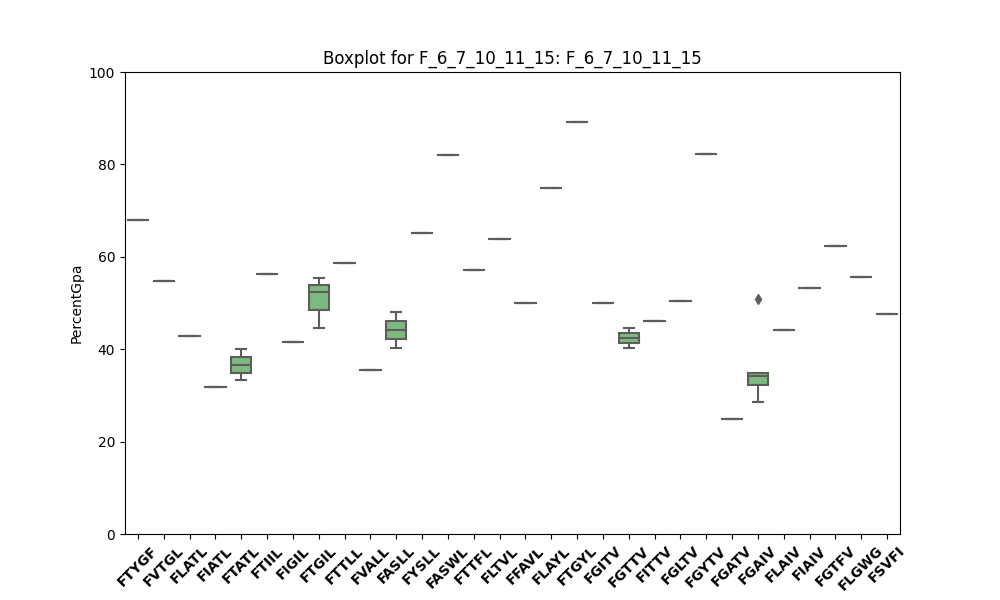 Boxplot for F_6_7_10_11_15: F_6_7_10_11_15
PercentGpa
100
80
60
40
20
0
FTYGF
FVTGL
FLATL
FIATL
FTATL
FTIIL
FIGIL
FTGIL
FTTLL
FVALL
FASLL
FYSLL
FASWL
FTTFL
FLTVL
FFAVL
FLAYL
FTGYL
FGITV
FGTTV
FITTV
FGLTV
FGYTV
FGATV
FGAIV
FLAIV
FIAIV
FGTFV
FLGWG
FSVFI